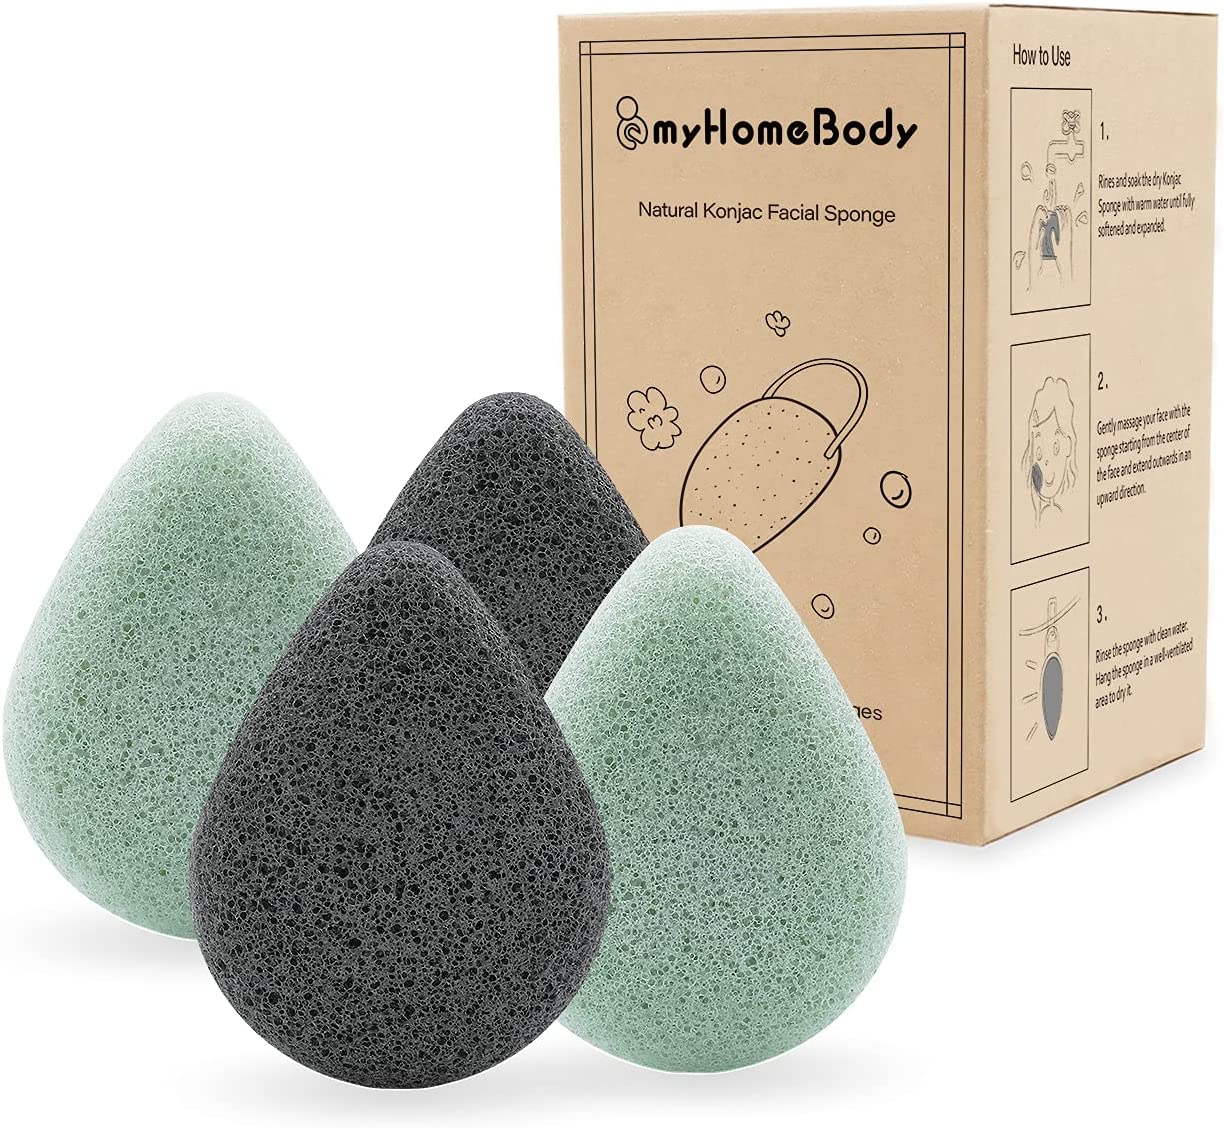 myHomeBody
Natural Konjac Facial Sponge
How to Use
1.
Rines and soak the dry Konjac
Sponge with warm water until fully
softened and expanded.
2.
Gently massage your face with the
sponge starting from the center of
the face and extend outwards in an
upward direction.
3.
Rinse the sponge with clean water.
Hang the sponge in a well-ventilated
area to dry it.